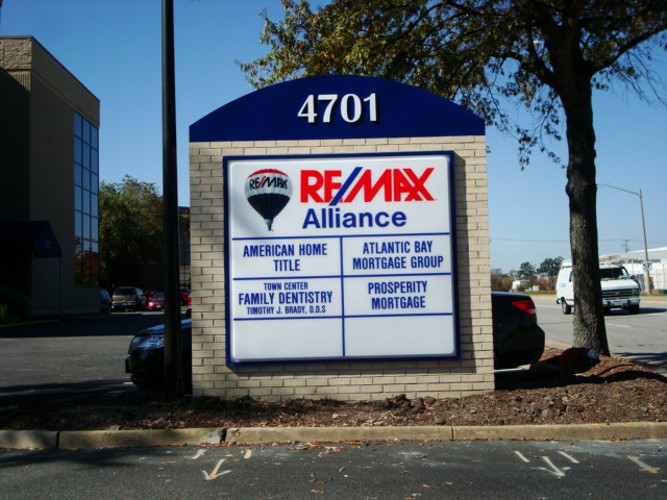 4701
RE/MAX
RE/MAX
Alliance
AMERICAN HOME
TITLE
ATLANTIC BAY
MORTGAGE GROUP
TOWN CENTER
FAMILY DENTISTRY
TIMOTHY J. BRADY, D.D.S
PROSPERITY
MORTGAGE